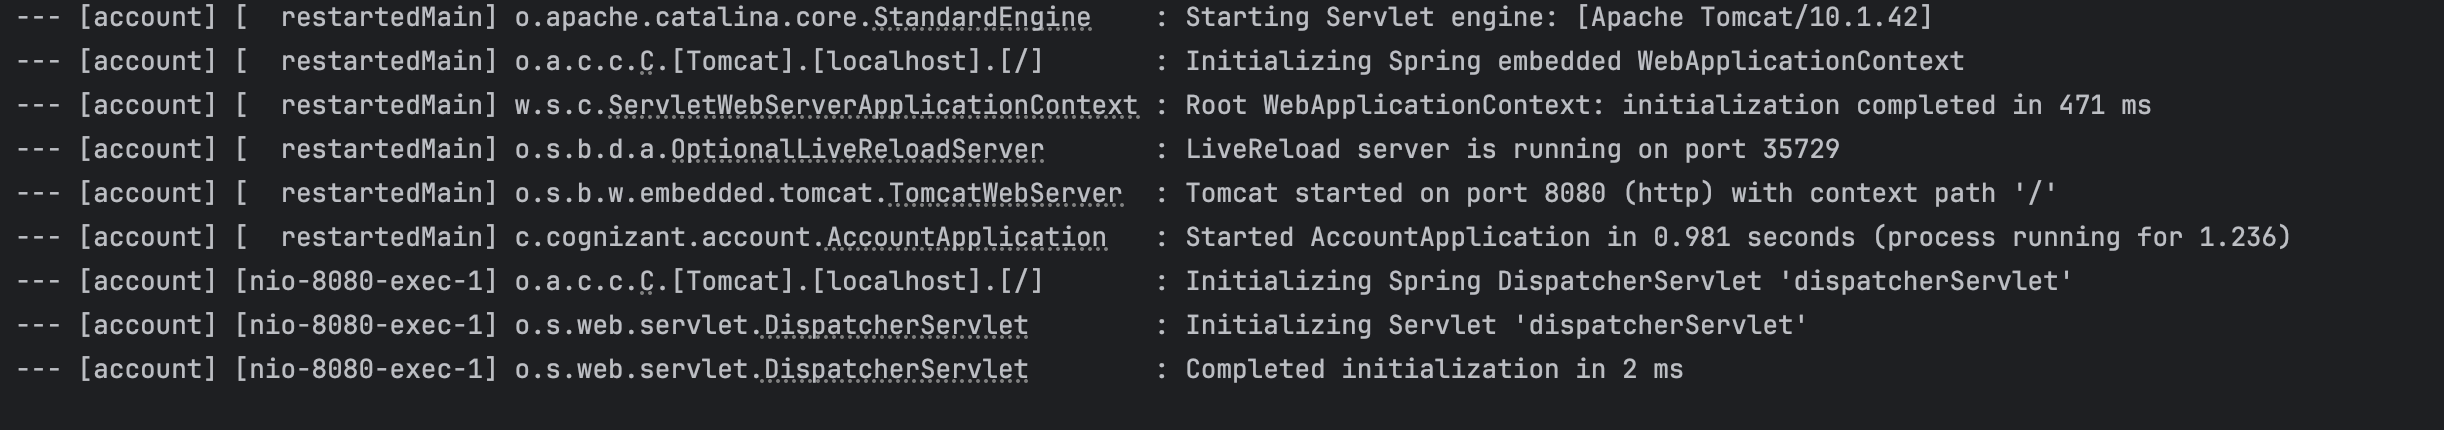 --- [account] [  restartedMain] o.apache.catalina.core.StandardEngine    : Starting Servlet engine: [Apache Tomcat/10.1.42]
--- [account] [  restartedMain] o.a.c.c.C.[Tomcat].[localhost].[/]       : Initializing Spring embedded WebApplicationContext
--- [account] [  restartedMain] w.s.c.ServletWebServerApplicationContext : Root WebApplicationContext: initialization completed in 471 ms
--- [account] [  restartedMain] o.s.b.d.a.OptionalLiveReloadServer       : LiveReload server is running on port 35729
--- [account] [  restartedMain] o.s.b.w.embedded.tomcat.TomcatWebServer  : Tomcat started on port 8080 (http) with context path '/'
--- [account] [  restartedMain] c.cognizant.account.AccountApplication   : Started AccountApplication in 0.981 seconds (process running for 1.236)
--- [account] [nio-8080-exec-1] o.a.c.c.C.[Tomcat].[localhost].[/]       : Initializing Spring DispatcherServlet 'dispatcherServlet'
--- [account] [nio-8080-exec-1] o.s.web.servlet.DispatcherServlet        : Initializing Servlet 'dispatcherServlet'
--- [account] [nio-8080-exec-1] o.s.web.servlet.DispatcherServlet        : Completed initialization in 2 ms